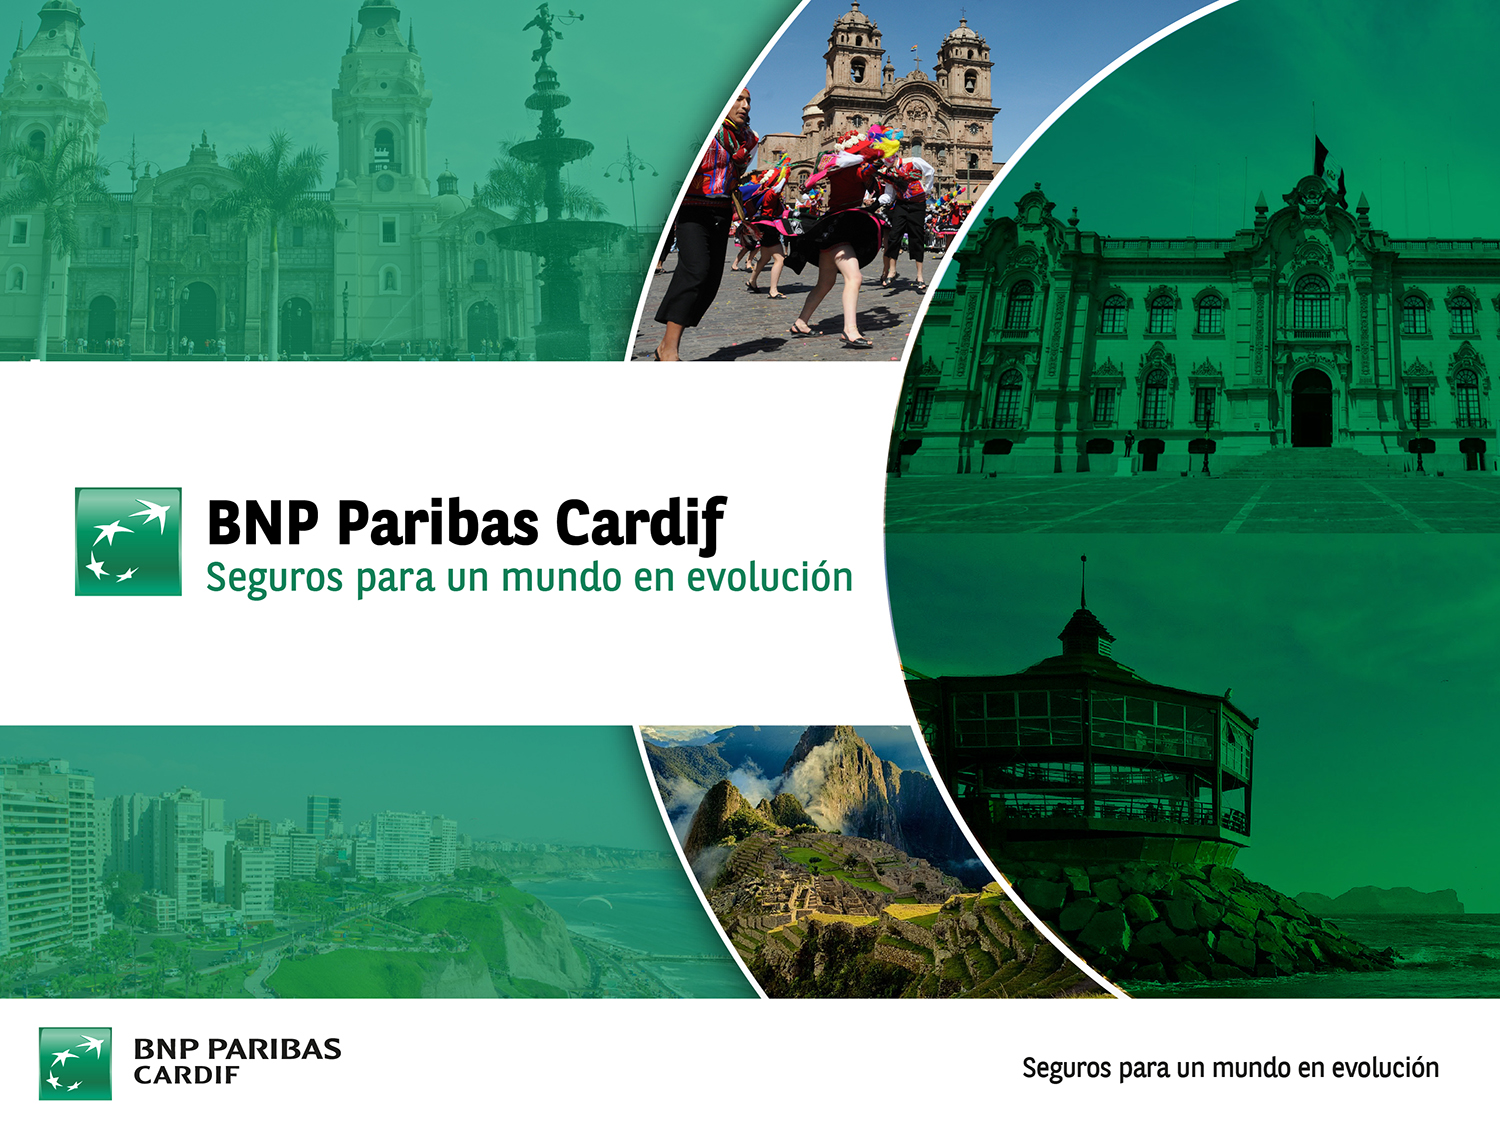 BNP Paribas Cardif
Seguros para un mundo en evolución
BNP PARIBAS
CARDIF
Seguros para un mundo en evolución